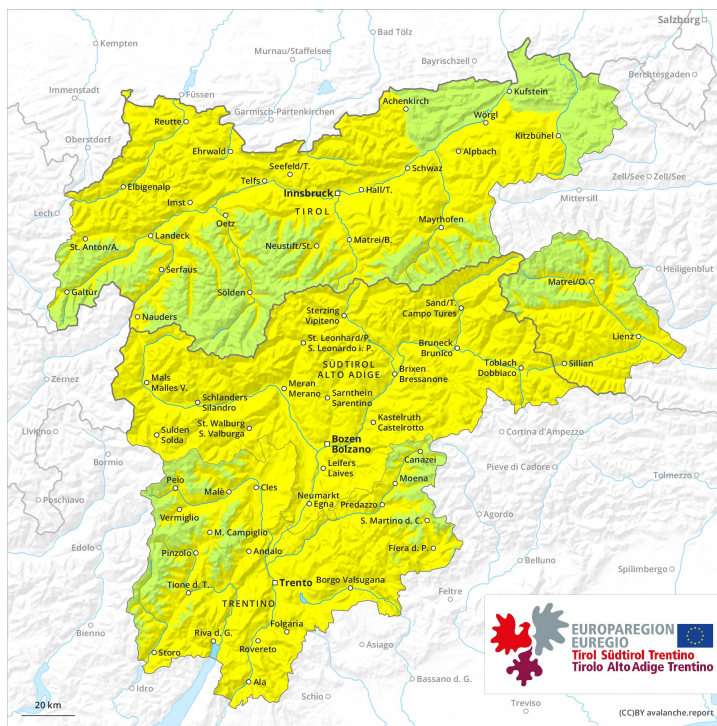 Salzburg
Kempten
Bad Tölz
Murnau/Staffelsee
Bayrischzell
Berchtesgaden
Immenstadt
Füssen
Kufstein
Garmisch-Partenkirchen
Achenkirch
Reutte
Wörgl
Oberstdorf
Kitzbühel
Ehrwald
Alpbach
Seefeld/T.
Schwaz
Zell/See
Zell/See
Telfs
Elbigenalp
Innsbruck
Hall/T.
Mittersill
Imst
Lech
TIROL
Oetz
Mayrhofen
Landeck
St. Anton/A.
Neustift/St.
Matrei/B.
Serfaus
Heiligenblut
Matrei/O.
Galtür
Sölden
Sand/T.
Campo Tures
Nauders
Sterzing
Vipiteno
Lienz
St. Leonhard/P.
S. Leonardo i. P.
Bruneck
Brunico
Toblach
Dobbiaco
Sillian
SÜDTIROL
ALTO ADIGE
Brixen
Bressanone
Zernez
Mals
Malles V.
Meran
Merano
Schlanders
Silandro
Sarnthein
Sarentino
St. Walburg
S. Valburga
Kastelruth
Castelrotto
Livigno
Sulden
Solda
Cortina d'Ampezzo
Bozen
Bolzano
Bormio
Canazei
Leifers
Laives
Pieve di Cadore
Tolmezzo
Poschiavo
Peio
Malè
Cles
Moena
Neumarkt
Egna
Predazzo
Vermiglio
Agordo
S. Martino d. C.
M. Campiglio
Edolo
Pinzolo
Andalo
Fiera d. P.
Belluno
Spilimbergo
Trento
Tione d. T.
Borgo Valsugana
Feltre
TRENTINO
Bienno
Folgaria
Riva d. G.
Rovereto
Asiago
Storo
Bassano d. G.
Ala
Idro
Schio
Treviso
EUROPAREGION
EUREGIO
Tirol Südtirol Trentino
Tirolo Alto Adige Trentino
20 km
(CC)BY avalanche.report